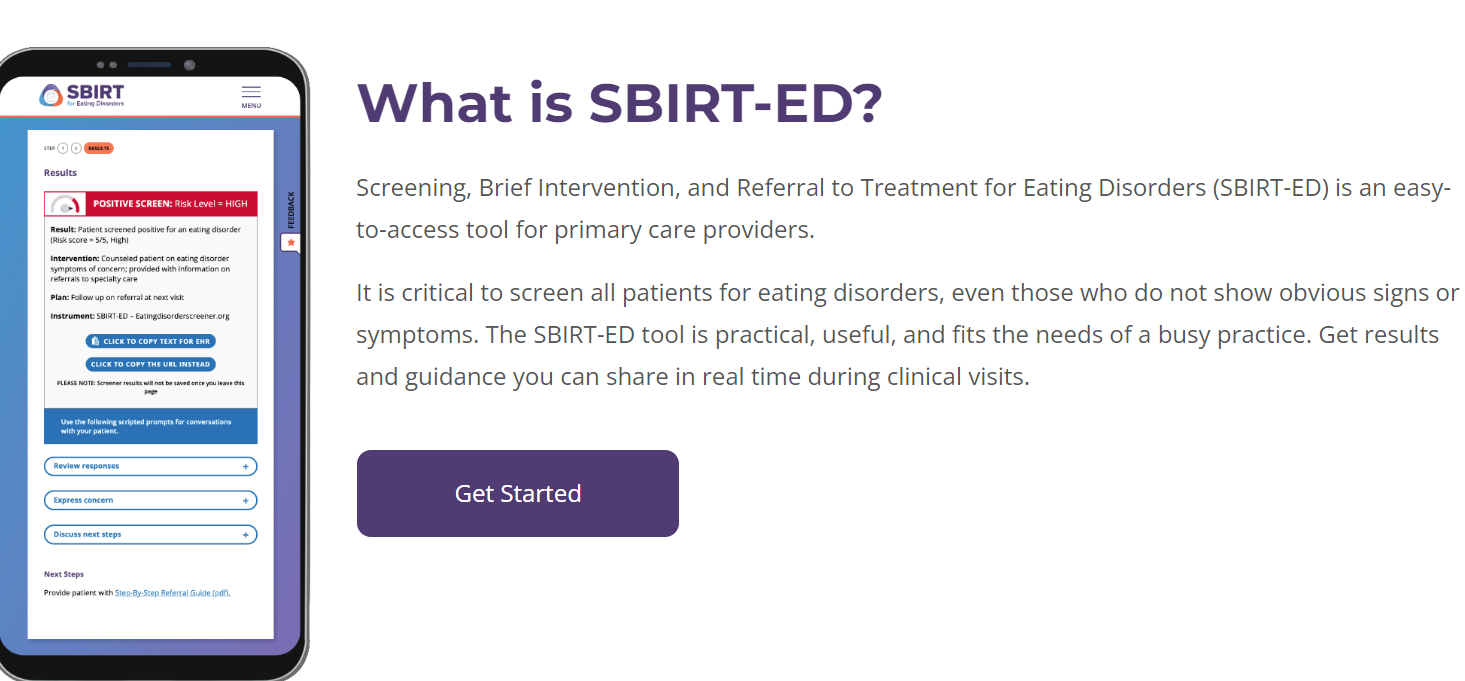 SBIRT
for Eating Disorders
MENU
STEP 1 2 RESULTS
Results
POSITIVE SCREEN: Risk Level = HIGH
Result: Patient screened positive for an eating disorder
(Risk score = 5/5, High)
Intervention: Counseled patient on eating disorder
symptoms of concern; provided with information on
referrals to specialty care
Plan: Follow up on referral at next visit
Instrument: SBIRT-ED – Eatingdisorderscreener.org
CLICK TO COPY TEXT FOR EHR
CLICK TO COPY THE URL INSTEAD
PLEASE NOTE: Screener results will not be saved once you leave this
page
Use the following scripted prompts for conversations
with your patient.
Review responses +
Express concern +
Discuss next steps +
Next Steps
Provide patient with Step-By-Step Referral Guide (pdf).
FEEDBACK
What is SBIRT-ED?
Screening, Brief Intervention, and Referral to Treatment for Eating Disorders (SBIRT-ED) is an easy-
to-access tool for primary care providers.
It is critical to screen all patients for eating disorders, even those who do not show obvious signs or
symptoms. The SBIRT-ED tool is practical, useful, and fits the needs of a busy practice. Get results
and guidance you can share in real time during clinical visits.
Get Started